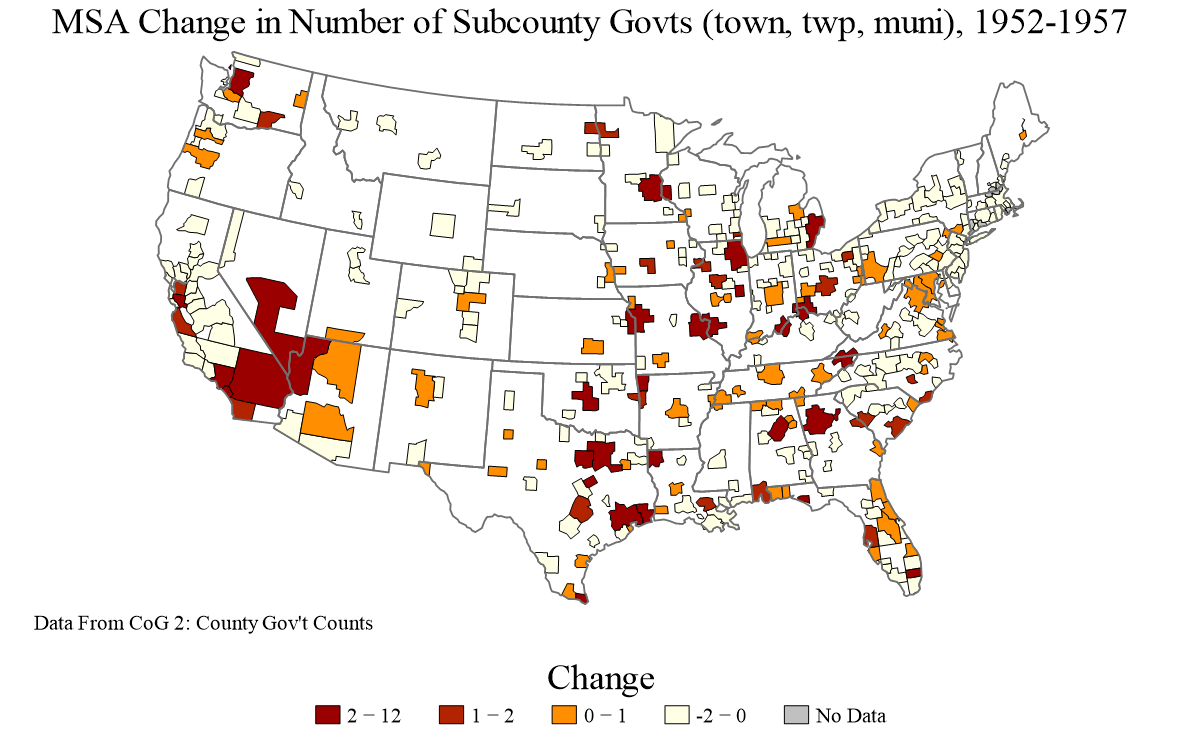 MSA Change in Number of Subcounty Govts (town, twp, muni), 1952-1957
Data From CoG 2: County Gov't Counts
Change
2 − 12
1 − 2
0 − 1
-2 − 0
No Data